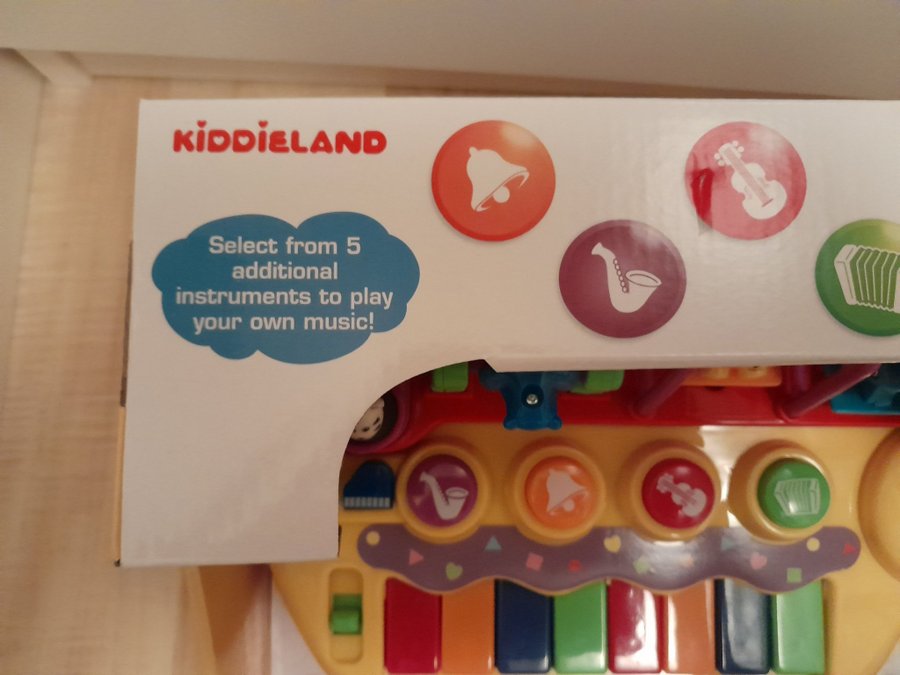 KIDDIELAND
Select from 5
additional
instruments to play
your own music!